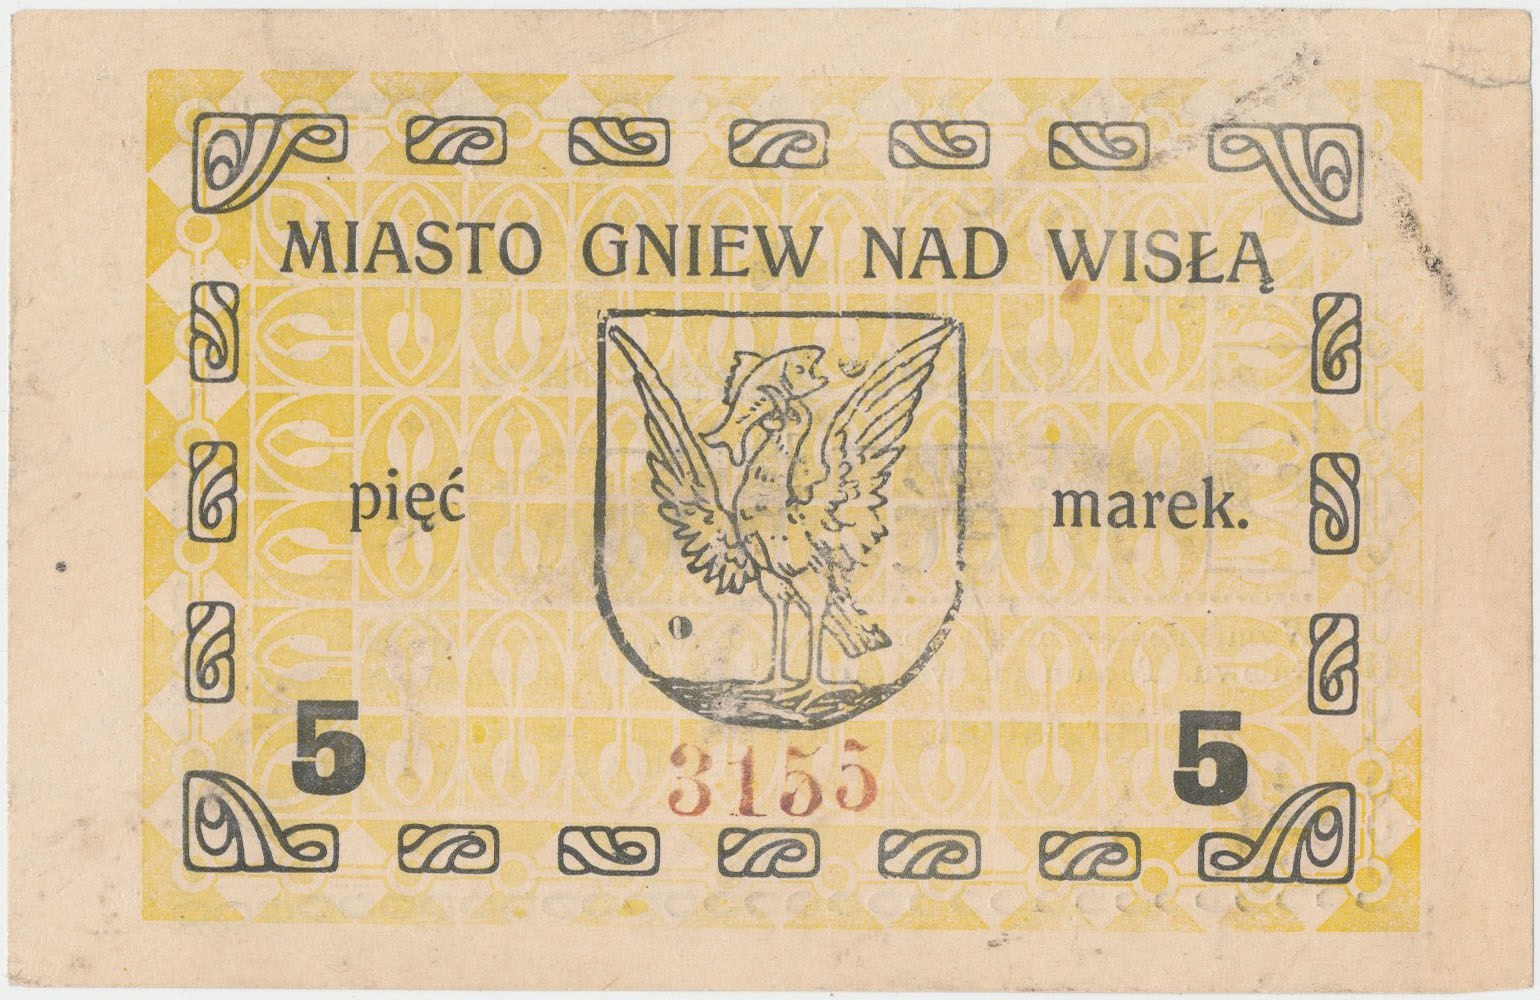 MIASTO GNIEW NAD WISŁĄ
pięć marek.
5 5
3155